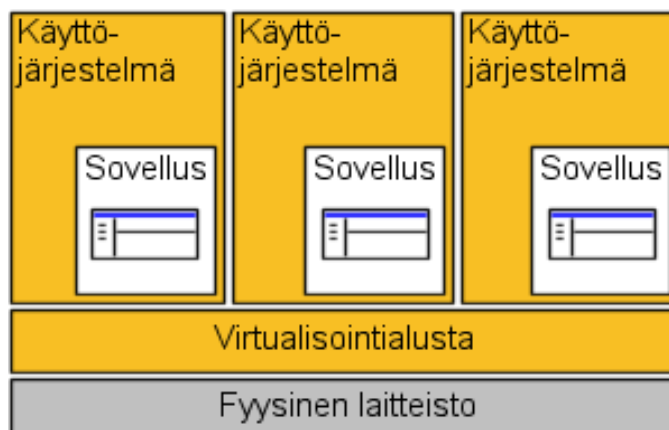 Käyttö-
järjestelmä
Sovellus
Käyttö-
järjestelmä
Sovellus
Käyttö-
järjestelmä
Sovellus
Virtualisointialusta
Fyysinen laitteisto